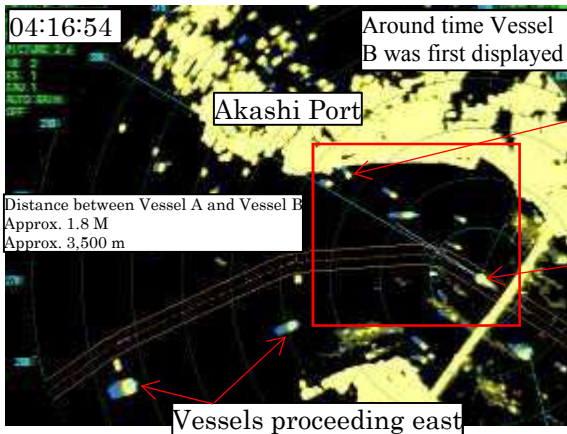 04:16:54
Around time Vessel
B was first displayed
Akashi Port
Distance between Vessel A and Vessel B
Approx. 1.8 M
Approx. 3,500 m
Vessels proceeding east